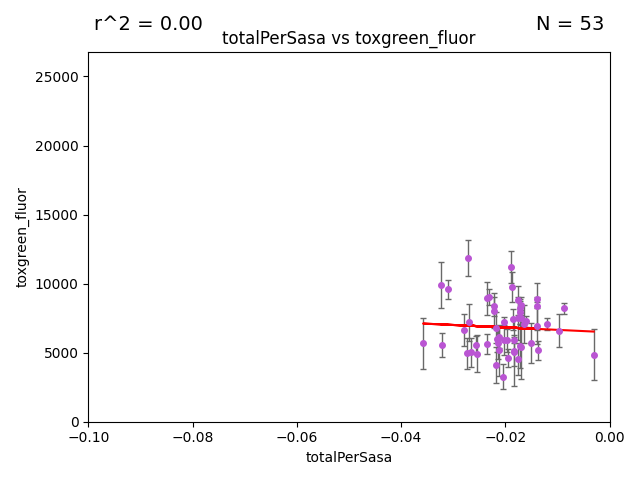 r^2 = 0.00
N = 53
totalPerSasa vs toxgreen_fluor
25000
20000
15000
10000
5000
0
toxgreen_fluor
−0.10
−0.08
−0.06
−0.04
−0.02
0.00
totalPerSasa